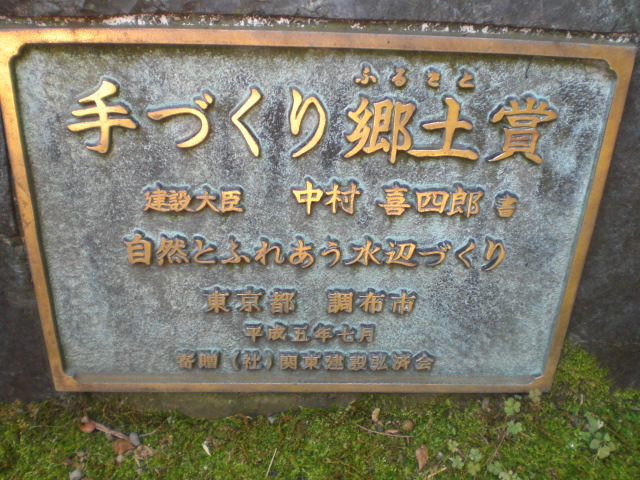 ふるさと
手づくり郷土賞
建設大臣 中村 喜四郎 書
自然とふれあう水辺づくり
東京都 調布市
平成五年七月
寄贈 (社)関東建設弘済会